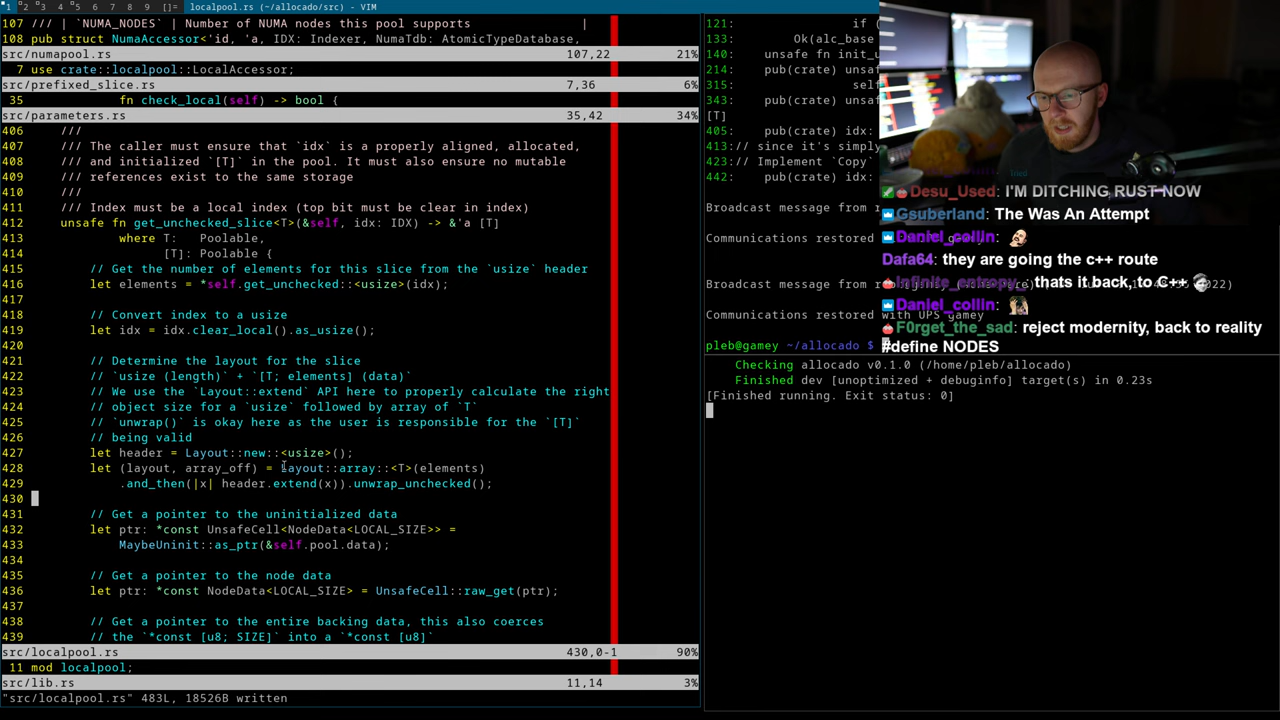 1 2 3 4 5 6 7 8 9 []= localpool.rs (~/allocado/src) - VIM
107 /// | `NUMA_NODES` | Number of NUMA nodes this pool supports |
108 pub struct NumaAccessor<'id, 'a, IDX: Indexer, NumaTdb: AtomicTypeDatabase,
src/numapool.rs 107,22 21%
7 use crate::localpool::LocalAccessor;
src/prefixed_slice.rs 7,36 6%
35 fn check_local(self) -> bool {
src/parameters.rs 35,42 34%
406 ///
407 /// The caller must ensure that `idx` is a properly aligned, allocated,
408 /// and initialized `[T]` in the pool. It must also ensure no mutable
409 /// references exist to the same storage
410 ///
411 /// Index must be a local index (top bit must be clear in index)
412 unsafe fn get_unchecked_slice<T>(&self, idx: IDX) -> &'a [T]
413 where T: Poolable,
414 [T]: Poolable {
415 // Get the number of elements for this slice from the `usize` header
416 let elements = *self.get_unchecked::<usize>(idx);
417
418 // Convert index to a usize
419 let idx = idx.clear_local().as_usize();
420
421 // Determine the layout for the slice
422 // `usize (length)` + `[T; elements] (data)`
423 // We use the `Layout::extend` API here to properly calculate the right
424 // object size for a `usize` followed by array of `T`
425 // `unwrap()` is okay here as the user is responsible for the `[T]`
426 // being valid
427 let header = Layout::new::<usize>();
428 let (layout, array_off) = Layout::array::<T>(elements)
429 .and_then(|x| header.extend(x)).unwrap_unchecked();
430
431 // Get a pointer to the uninitialized data
432 let ptr: *const UnsafeCell<NodeData<LOCAL_SIZE>> =
433 MaybeUninit::as_ptr(&self.pool.data);
434
435 // Get a pointer to the node data
436 let ptr: *const NodeData<LOCAL_SIZE> = UnsafeCell::raw_get(ptr);
437
438 // Get a pointer to the entire backing data, this also coerces
439 // the `*const [u8; SIZE]` into a `*const [u8]`
src/localpool.rs 430,0-1 90%
11 mod localpool;
src/lib.rs 11,14 3%
"src/localpool.rs" 483L, 18526B written
121: if (
133: Ok(alc_base
140: unsafe fn init_u
214: pub(crate) unsa
315: self
343: pub(crate) unsa
[T]
405: pub(crate) idx:
413:// since it's simply
423:// Implement `Copy`
442: pub(crate) idx:
Broadcast message from r
Communications restored
Broadcast message from 2022)
Communications restored with UPS gamey
pleb@gamey ~/allocado $
Checking allocado v0.1.0 (/home/pleb/allocado)
Finished dev [unoptimized + debuginfo] target(s) in 0.23s
[Finished running. Exit status: 0]
Desu_Used: I'M DITCHING RUST NOW
Gsuberland: The Was An Attempt
Daniel_collin:
Dafa64: they are going the c++ route
infinite_entropy_: thats it back, to C++
Daniel_collin:
F0rget_the_sad: reject modernity, back to reality
#define NODES